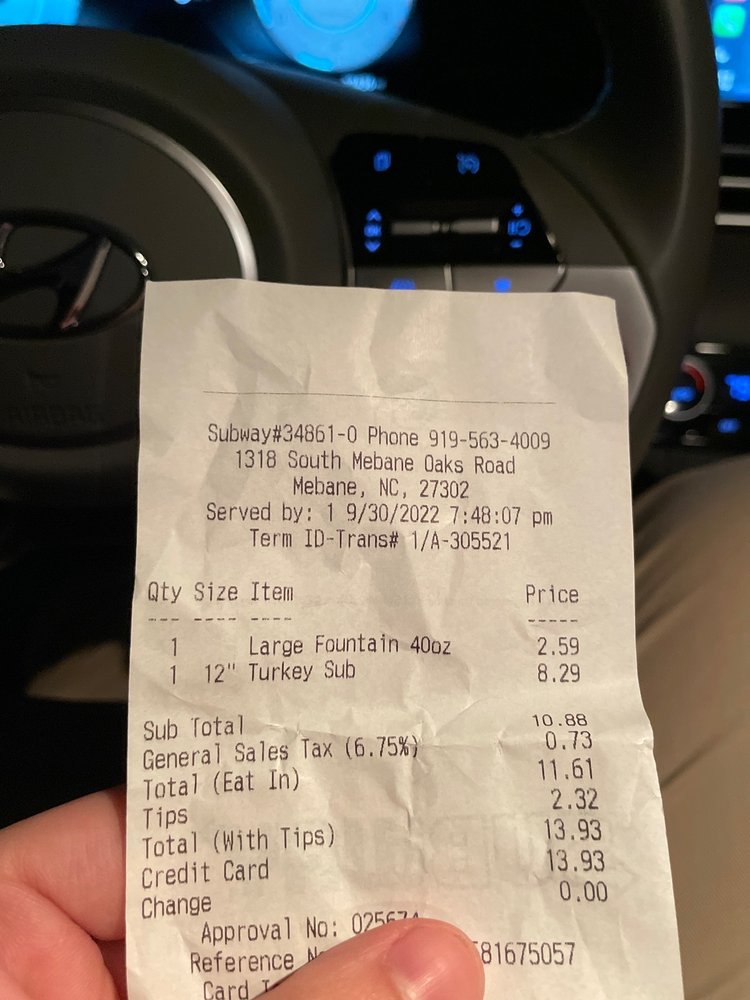 Subway#34861-0 Phone 919-563-4009
1318 South Mebane Oaks Road
Mebane, NC, 27302
Served by: 1 9/30/2022 7:48:07 pm
Term ID-Trans# 1/A-305521
Qty Size Item Price
--- ---- ---- -----
1 Large Fountain 40oz 2.59
1 12" Turkey Sub 8.29
Sub Total 10.88
General Sales Tax (6.75%) 0.73
Total (Eat In) 11.61
Tips 2.32
Total (With Tips) 13.93
Credit Card 13.93
Change 0.00
Approval No: 025674
Reference 81675057
Card